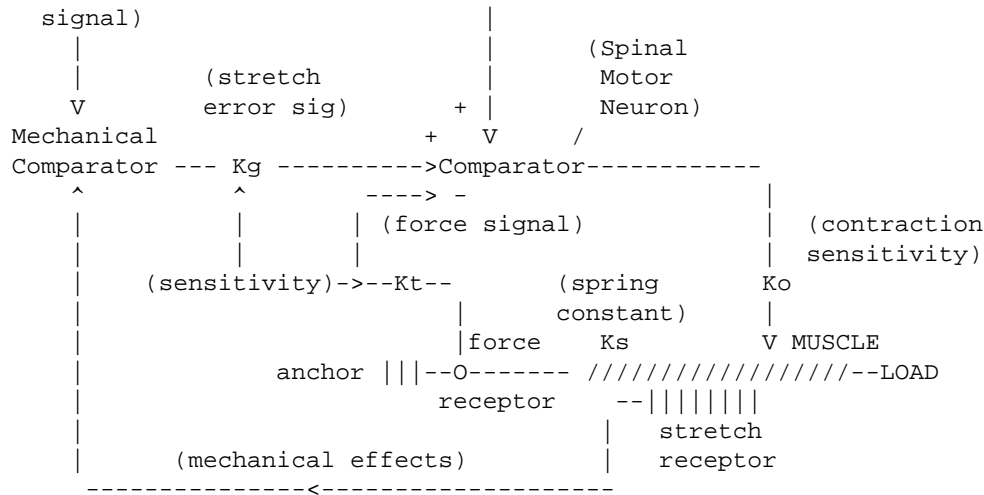 signal) |
| | (Spinal
| (stretch | Motor
V error sig) + | Neuron)
Mechanical + V /
Comparator --- Kg ---------->Comparator------------
^ ^ ----> - |
| | | (force signal) | (contraction
| | | | sensitivity)
| (sensitivity)->--Kt-- (spring Ko
| | constant) |
| |force Ks V MUSCLE
| anchor |||--O------- //////////////////--LOAD
| receptor --||||||||
| | stretch
| (mechanical effects) | receptor
---------------<--------------------